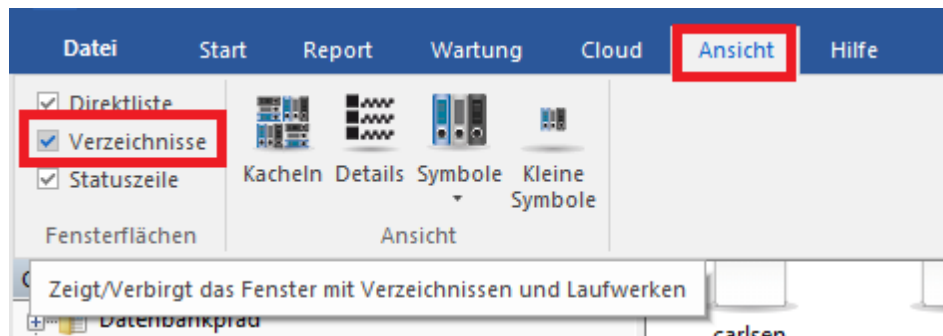 Datei Start Report Wartung Cloud Ansicht Hilfe
Direktliste
Verzeichnisse
Statuszeile
Kacheln Details Symbole Kleine
Symbole
Fensterflächen Ansicht
Zeigt/Verbirgt das Fenster mit Verzeichnissen und Laufwerken
Datenbankpfad
carlsen